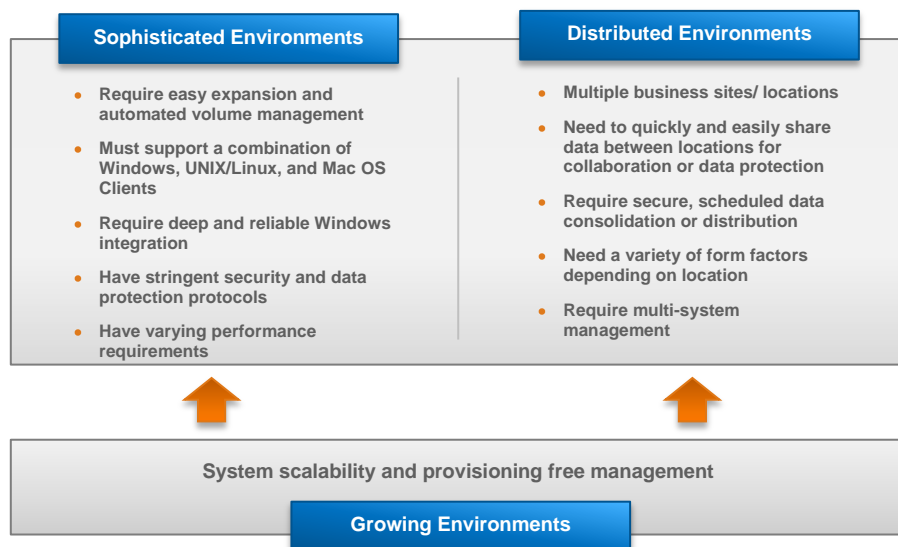 Sophisticated Environments
Require easy expansion and
automated volume management
Must support a combination of
Windows, UNIX/Linux, and Mac OS
Clients
Require deep and reliable Windows
integration
Have stringent security and data
protection protocols
Have varying performance
requirements
Distributed Environments
Multiple business sites/ locations
Need to quickly and easily share
data between locations for
collaboration or data protection
Require secure, scheduled data
consolidation or distribution
Need a variety of form factors
depending on location
Require multi-system
management
System scalability and provisioning free management
Growing Environments